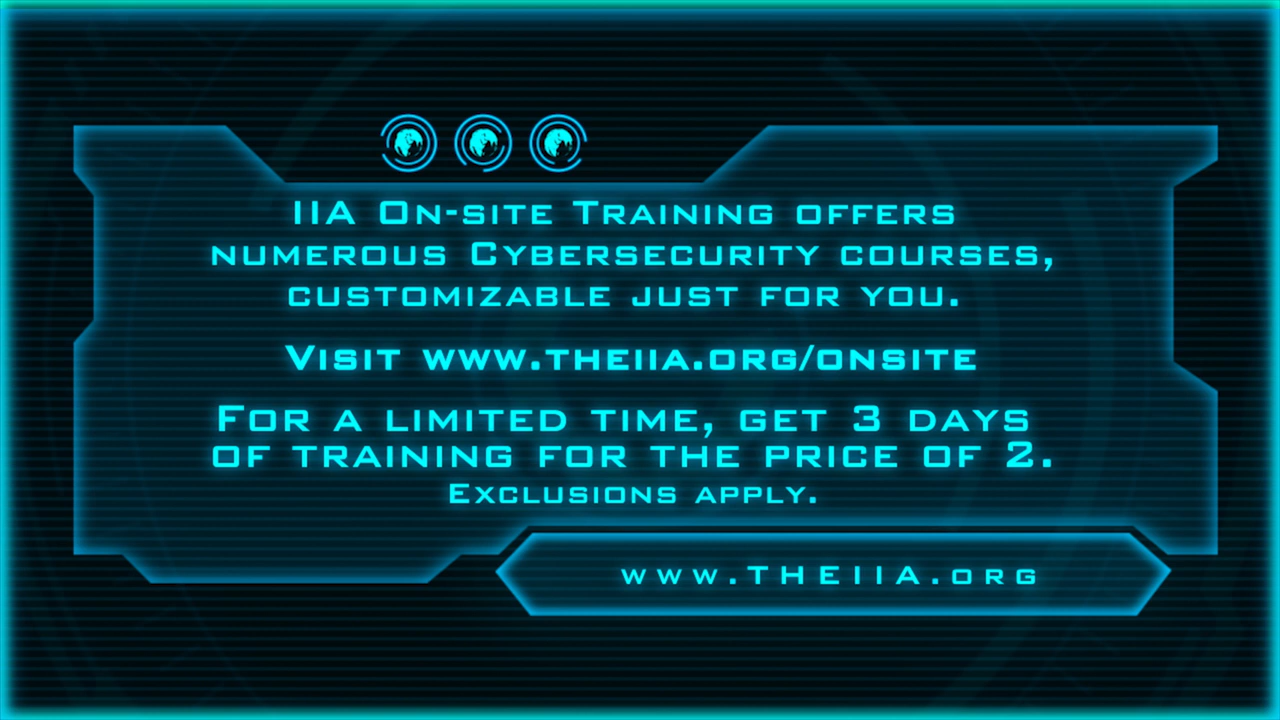 IIA On-site Training offers
numerous Cybersecurity courses,
customizable just for you.
Visit www.theiia.org/onsite
For a limited time, get 3 days
of training for the price of 2.
Exclusions apply.
www.THEIIA.org